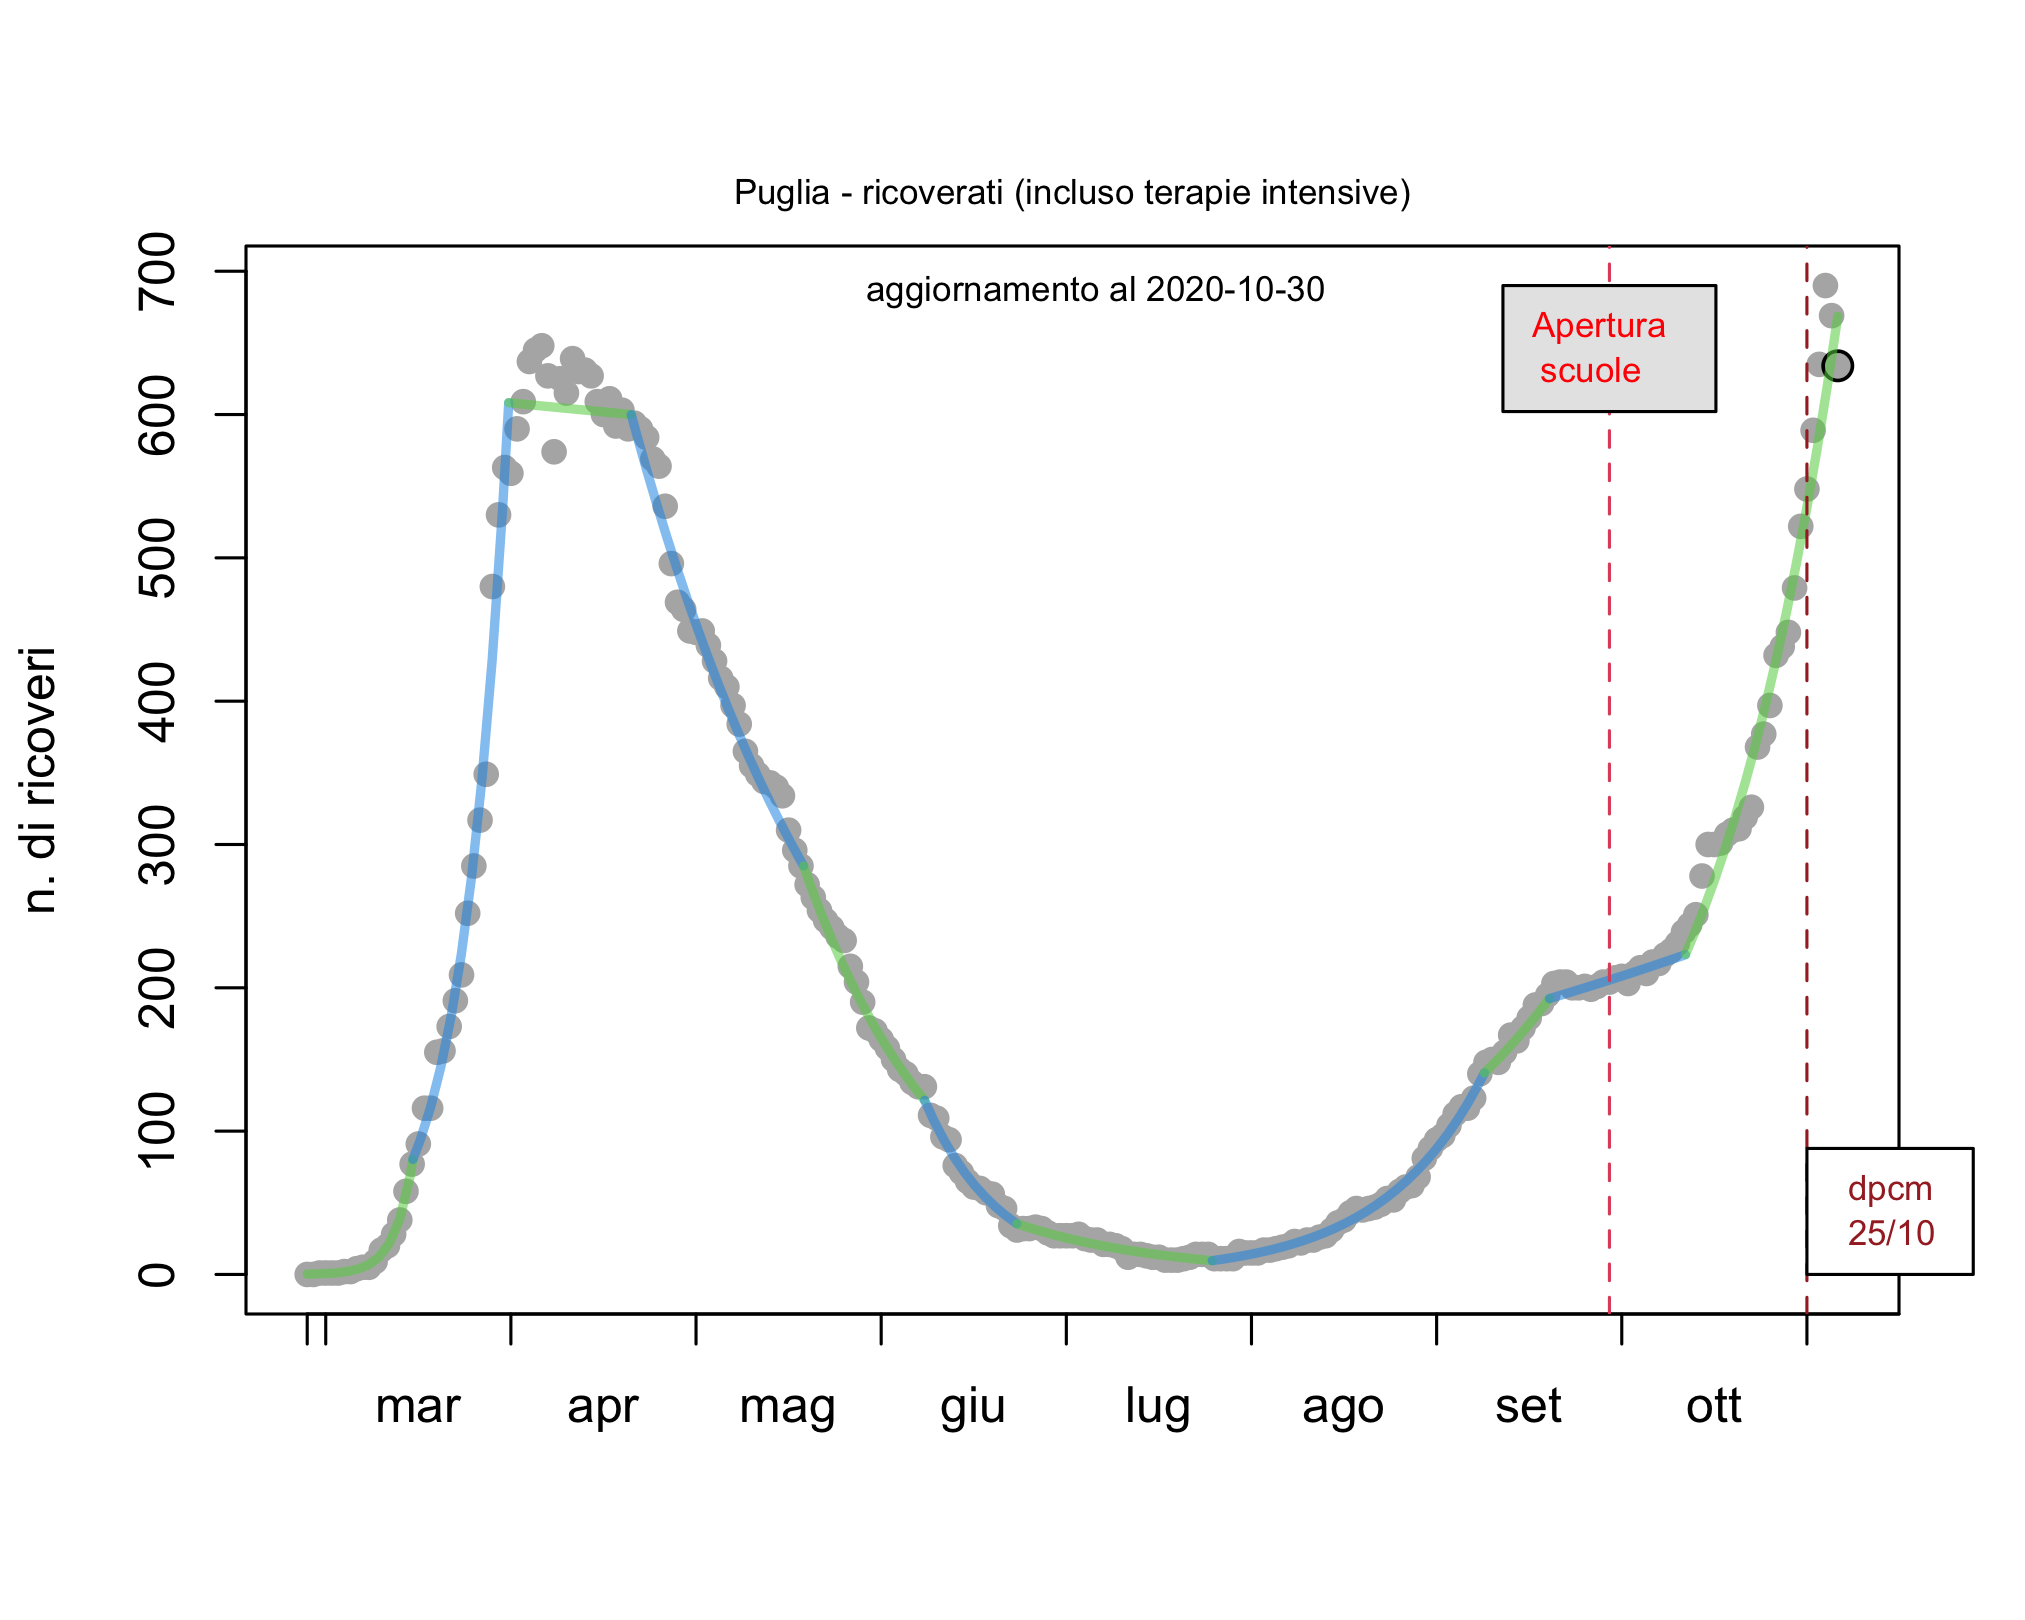 Puglia - ricoverati (incluso terapie intensive)
aggiornamento al 2020-10-30
Apertura
scuole
n. di ricoveri
700
600
500
400
300
200
100
0
dpcm
25/10
mar apr mag giu lug ago set ott